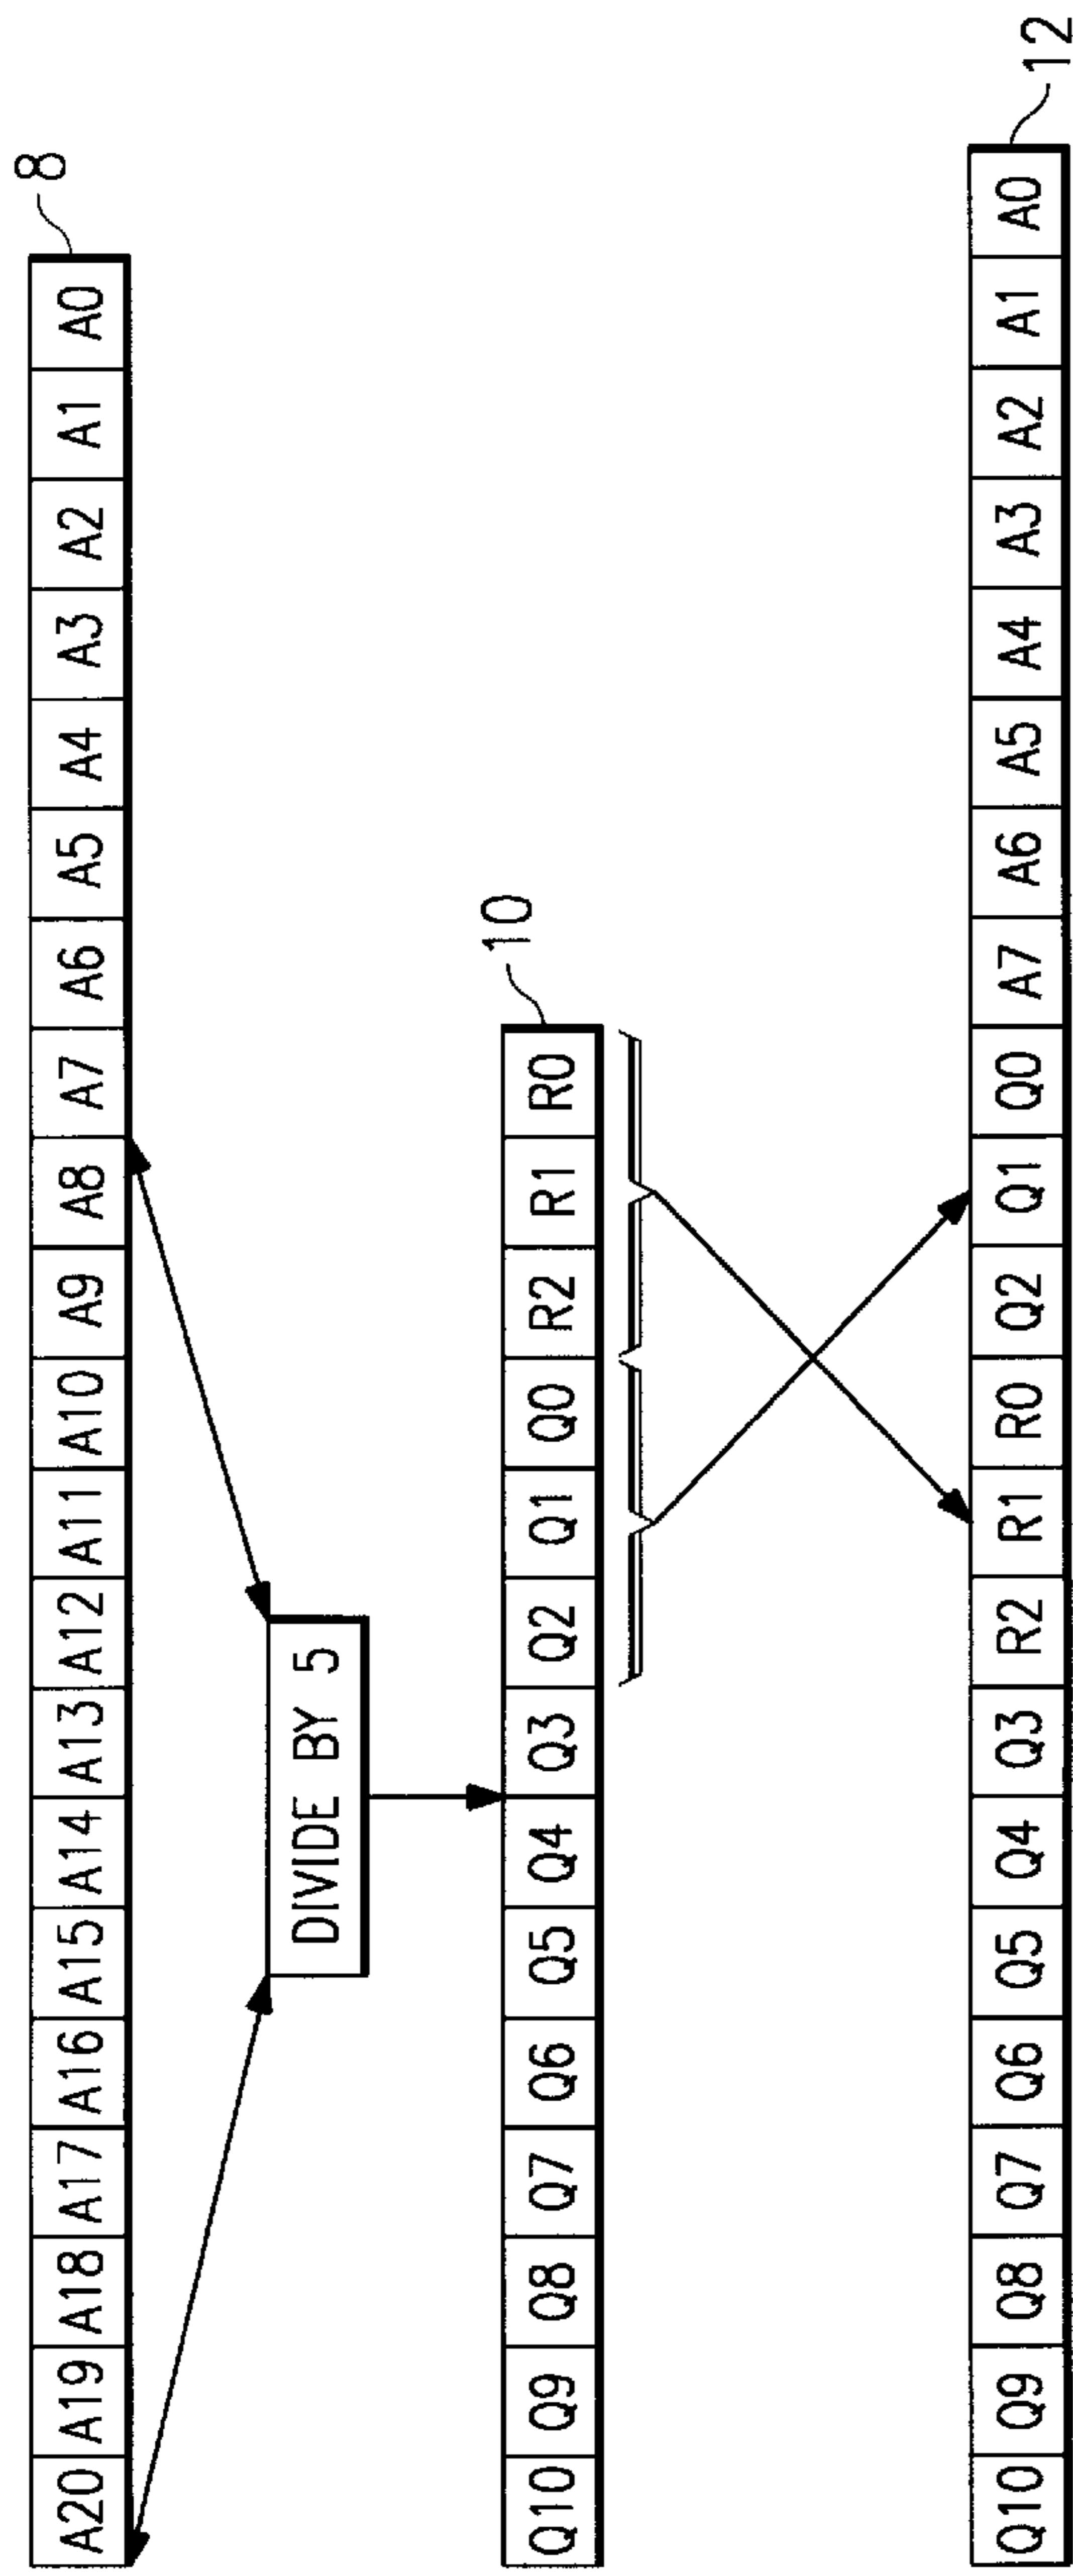 8
A20 A19 A18 A17 A16 A15 A14 A13 A12 A11 A10 A9 A8 A7 A6 A5 A4 A3 A2 A1 A0
DIVIDE BY 5
10
Q10 Q9 Q8 Q7 Q6 Q5 Q4 Q3 Q2 Q1 Q0 R2 R1 R0
12
Q10 Q9 Q8 Q7 Q6 Q5 Q4 Q3 R2 R1 R0 Q2 Q1 Q0 A7 A6 A5 A4 A3 A2 A1 A0